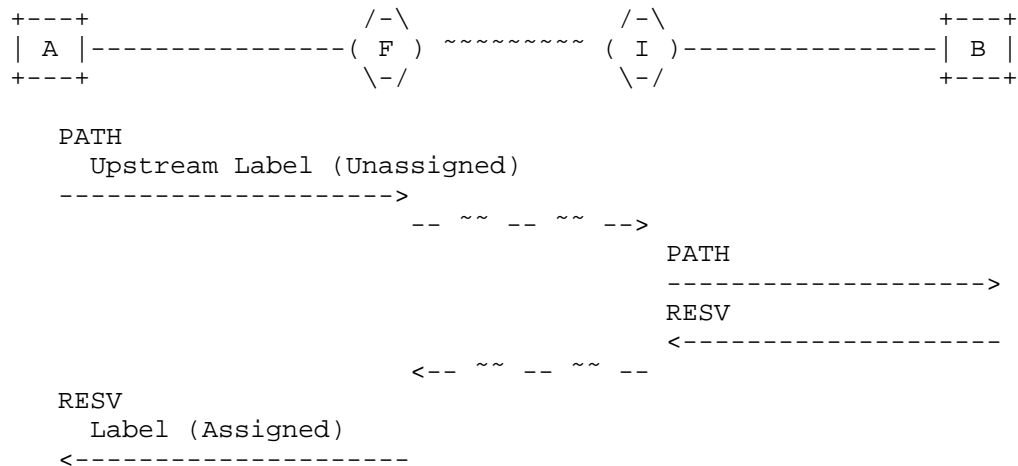 +---+                /-\           /-\                 +---+
| A |----------------( F ) ~~~~~~~~~ ( I )----------------| B |
+---+                \-/           \-/                 +---+
PATH
Upstream Label (Unassigned)
--------------------->
-- ~~ -- ~~ -->
PATH
-------------------->
RESV
<--------------------
<-- ~~ -- ~~ --
RESV
Label (Assigned)
<---------------------